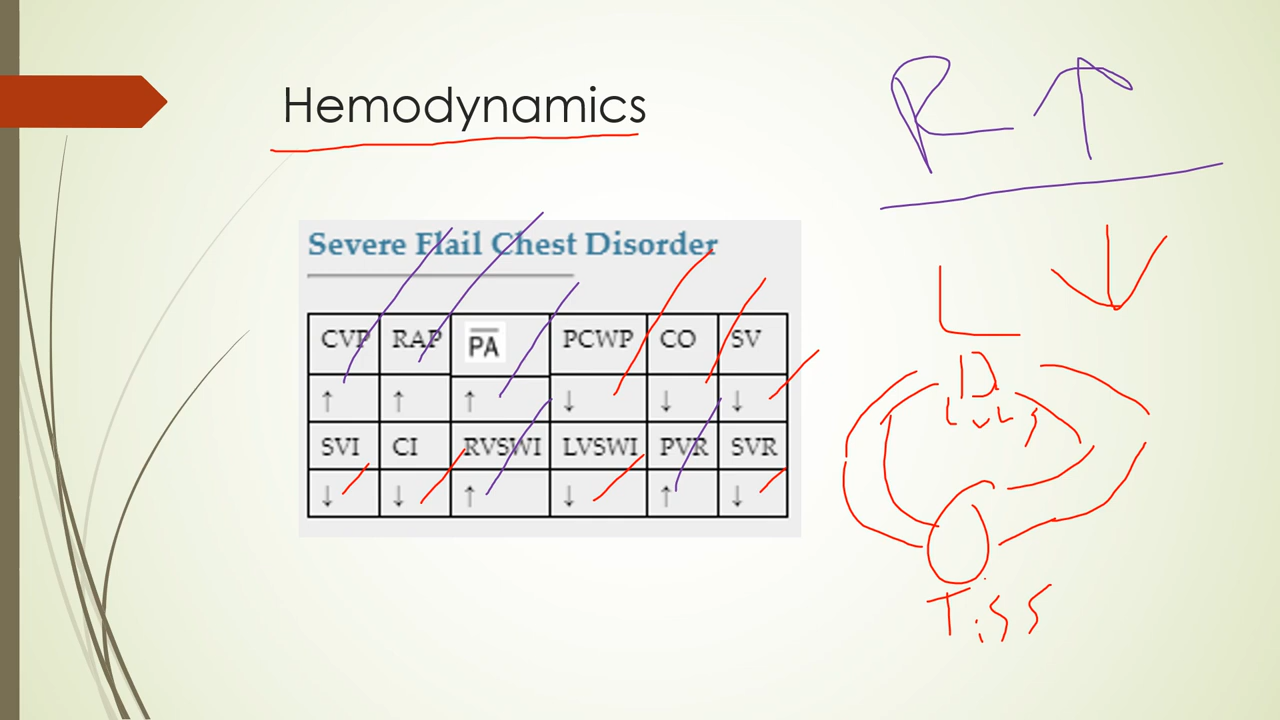 Hemodynamics
R ↑
Severe Flail Chest Disorder
L ↓
CVP RAP PA PCWP CO SV
↑ ↑ ↑ ↓ ↓ ↓
SVI CI RVSWI LVSWI PVR SVR
↓ ↓ ↑ ↓ ↑ ↓
Tiss